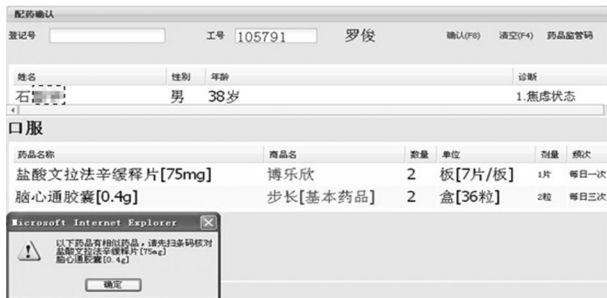 配药确认
登记号 工号 105791 罗俊 确认(F8) 清空(F4) 药品监管码
姓名 性别 年龄 诊断
石 男 38岁 1.焦虑状态
口服
药品名称 商品名 数量 单位 剂量 频次
盐酸文拉法辛缓释片[75mg] 博乐欣 2 板[7片/板] 1片 每日一次
脑心通胶囊[0.4g] 步长[基本药品] 2 盒[36粒] 2粒 每日三次
Microsoft Internet Explorer
以下药品有相似药品，请先扫条码核对
盐酸文拉法辛缓释片[75mg]
脑心通胶囊[0.4g]
确定